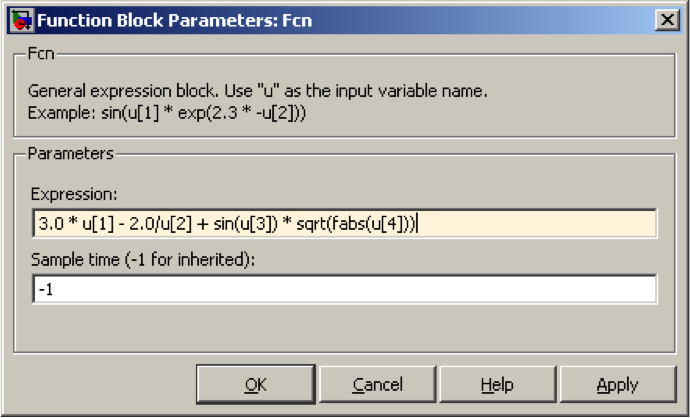 Function Block Parameters: Fcn
Fcn
General expression block. Use "u" as the input variable name.
Example: sin(u[1] * exp(2.3 * -u[2]))
Parameters
Expression:
3.0 * u[1] - 2.0/u[2] + sin(u[3]) * sqrt(fabs(u[4]))
Sample time (-1 for inherited):
-1
OK Cancel Help Apply